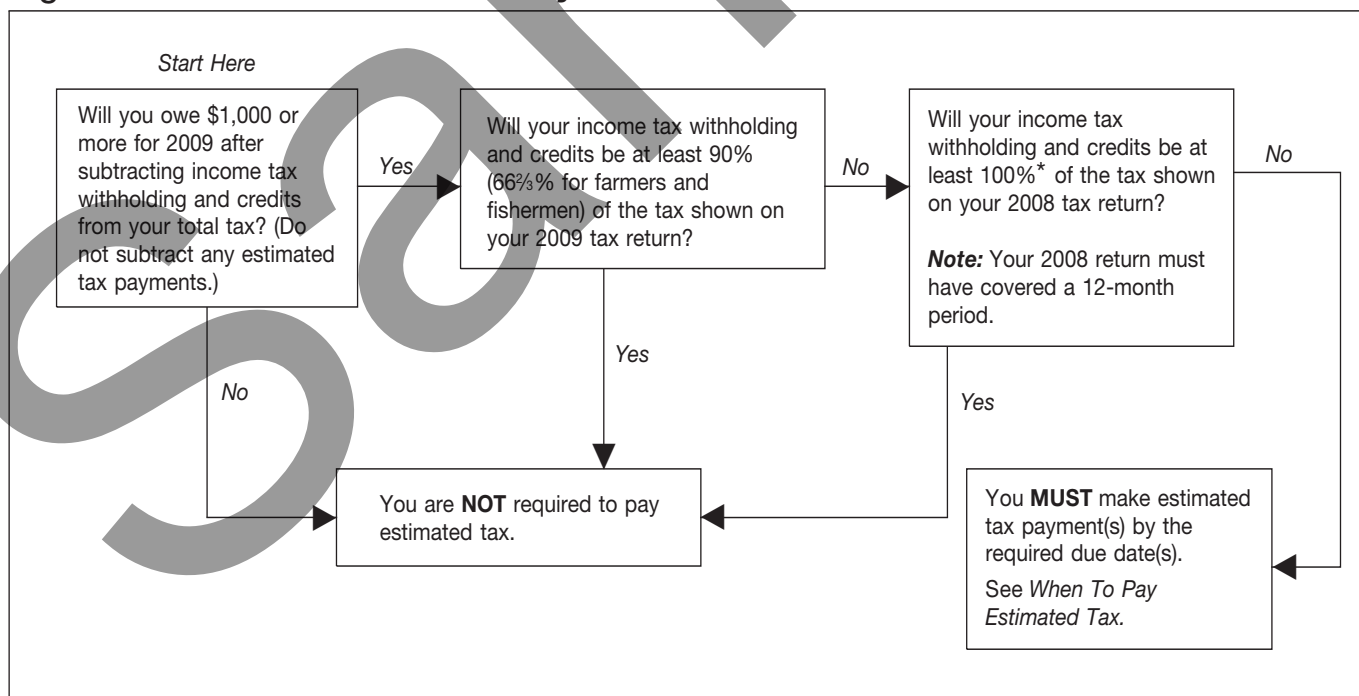 Start Here
Will you owe $1,000 or
more for 2009 after
subtracting income tax
withholding and credits
from your total tax? (Do
not subtract any estimated
tax payments.)
Yes
Will your income tax withholding
and credits be at least 90%
(66⅔% for farmers and
fishermen) of the tax shown on
your 2009 tax return?
No
Will your income tax
withholding and credits be at
least 100%* of the tax shown
on your 2008 tax return?
Note: Your 2008 return must
have covered a 12-month
period.
No
No
Yes
Yes
You are NOT required to pay
estimated tax.
You MUST make estimated
tax payment(s) by the
required due date(s).
See When To Pay
Estimated Tax.